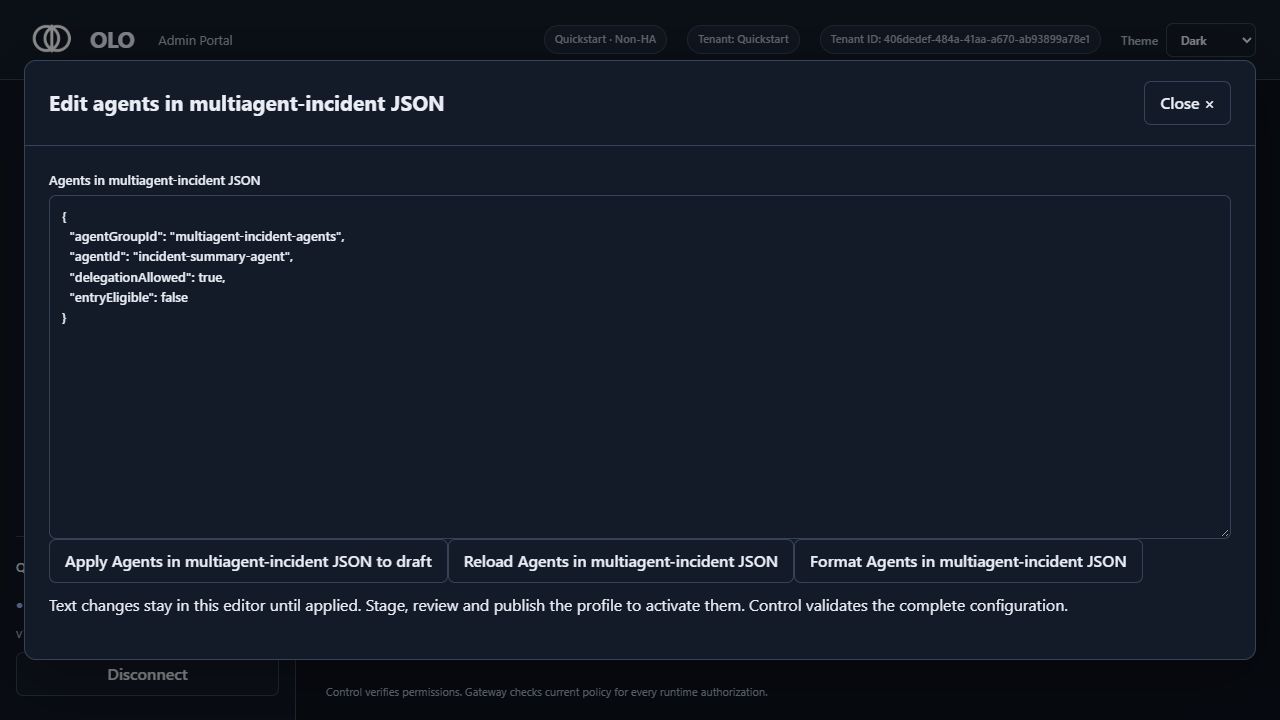 OLO
Admin Portal
Quickstart · Non-HA
Tenant: Quickstart
Tenant ID: 406dedef-484a-41aa-a670-ab93899a78e1
Theme
Dark
Edit agents in multiagent-incident JSON
Close ×
Agents in multiagent-incident JSON
{
"agentGroupId": "multiagent-incident-agents",
"agentId": "incident-summary-agent",
"delegationAllowed": true,
"entryEligible": false
}
Apply Agents in multiagent-incident JSON to draft
Reload Agents in multiagent-incident JSON
Format Agents in multiagent-incident JSON
Text changes stay in this editor until applied. Stage, review and publish the profile to activate them. Control validates the complete configuration.
Disconnect
Control verifies permissions. Gateway checks current policy for every runtime authorization.